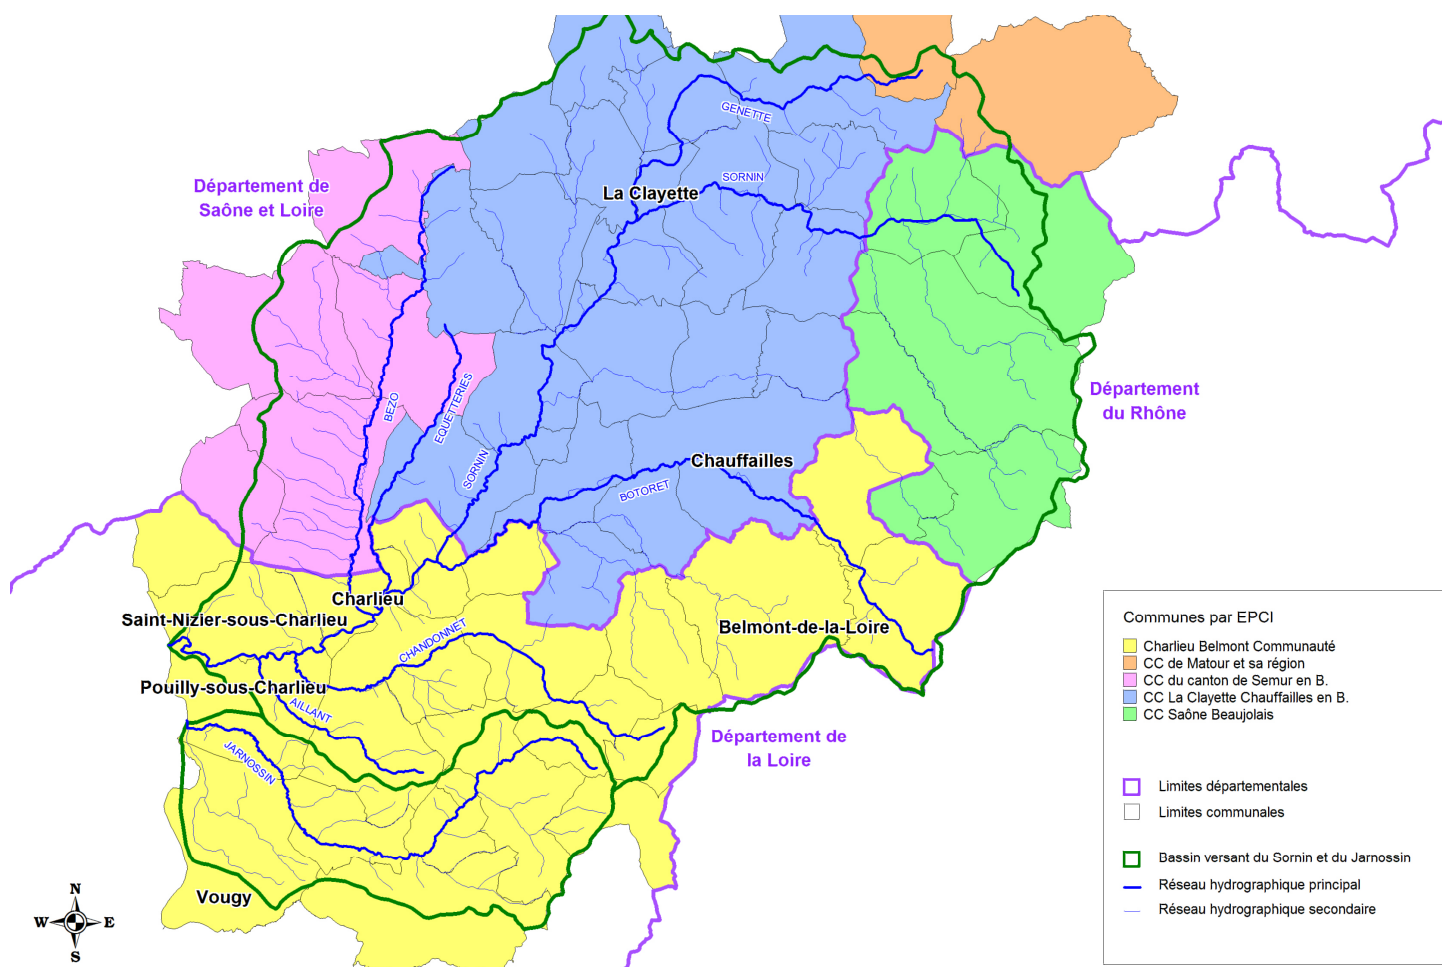 GENETTE
SORNIN
La Clayette
Département de
Saône et Loire
Département
du Rhône
BEZO
EQUETTERIES
SORNIN
Chauffailles
BOTORET
Charlieu
Saint-Nizier-sous-Charlieu
Belmont-de-la-Loire
CHANDONNET
Pouilly-sous-Charlieu
AILLANT
JARNOSSIN
Département de
la Loire
Vougy
N
W E
S
Communes par EPCI
Charlieu Belmont Communauté
CC de Matour et sa région
CC du canton de Semur en B.
CC La Clayette Chauffailles en B.
CC Saône Beaujolais
Limites départementales
Limites communales
Bassin versant du Sornin et du Jarnossin
Réseau hydrographique principal
Réseau hydrographique secondaire